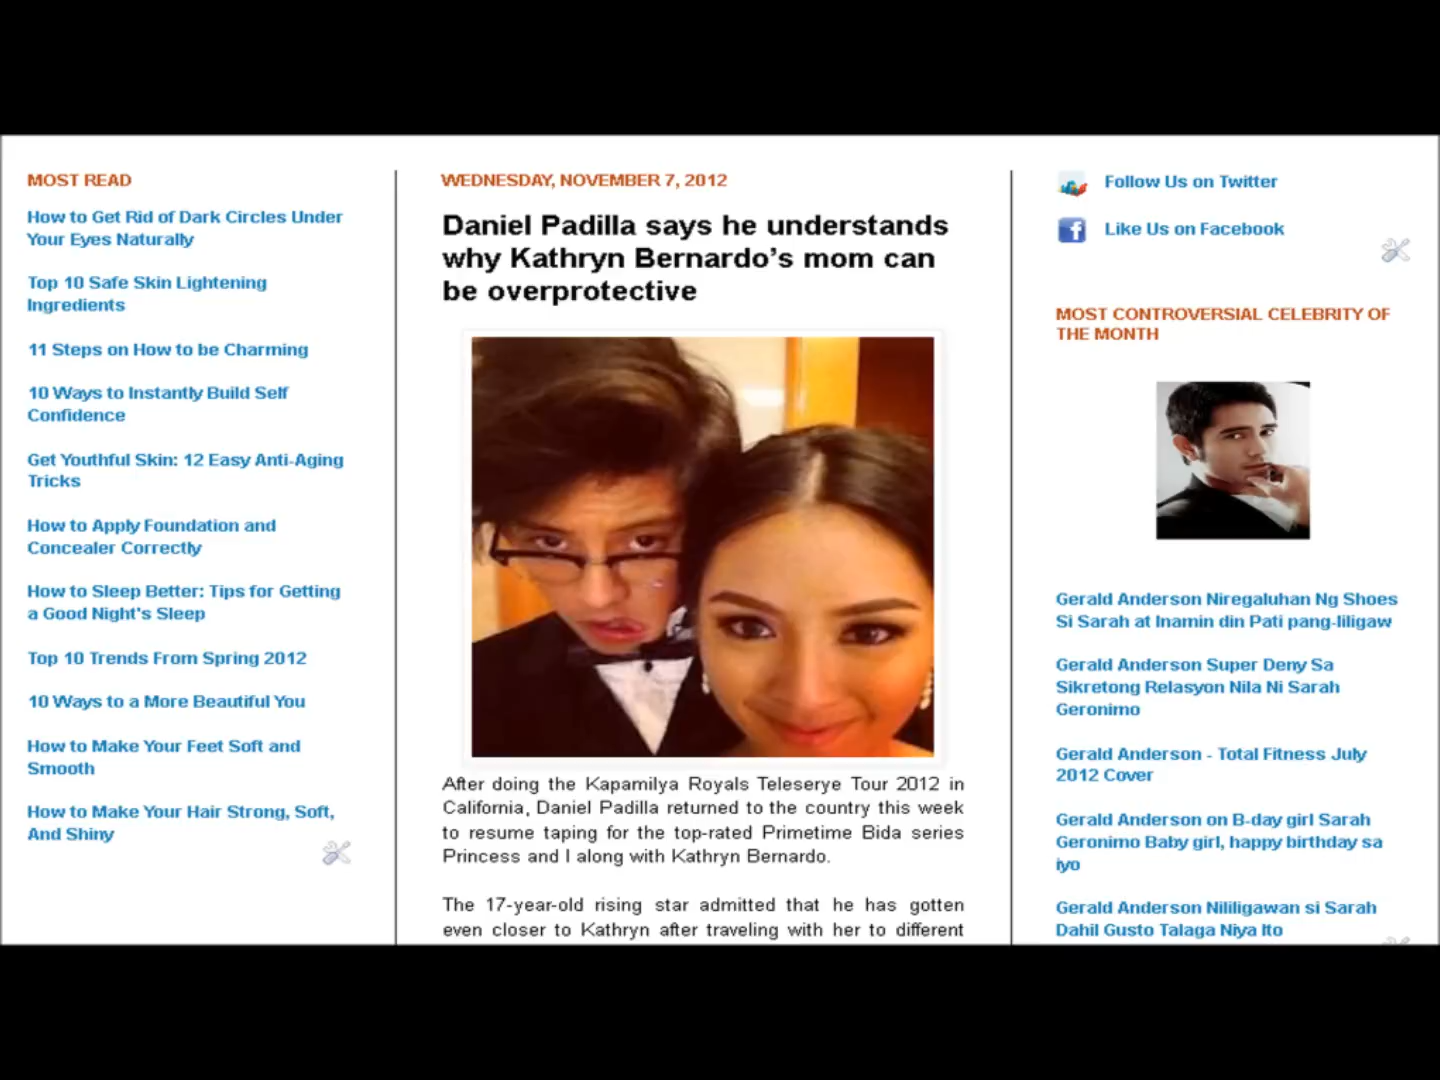 MOST READ
How to Get Rid of Dark Circles Under
Your Eyes Naturally
Top 10 Safe Skin Lightening
Ingredients
11 Steps on How to be Charming
10 Ways to Instantly Build Self
Confidence
Get Youthful Skin: 12 Easy Anti-Aging
Tricks
How to Apply Foundation and
Concealer Correctly
How to Sleep Better: Tips for Getting
a Good Night's Sleep
Top 10 Trends From Spring 2012
10 Ways to a More Beautiful You
How to Make Your Feet Soft and
Smooth
How to Make Your Hair Strong, Soft,
And Shiny
WEDNESDAY, NOVEMBER 7, 2012
Daniel Padilla says he understands
why Kathryn Bernardo’s mom can
be overprotective
After doing the Kapamilya Royals Teleserye Tour 2012 in
California, Daniel Padilla returned to the country this week
to resume taping for the top-rated Primetime Bida series
Princess and I along with Kathryn Bernardo.
The 17-year-old rising star admitted that he has gotten
even closer to Kathryn after traveling with her to different
Follow Us on Twitter
Like Us on Facebook
MOST CONTROVERSIAL CELEBRITY OF
THE MONTH
Gerald Anderson Niregaluhan Ng Shoes
Si Sarah at Inamin din Pati pang-liligaw
Gerald Anderson Super Deny Sa
Sikretong Relasyon Nila Ni Sarah
Geronimo
Gerald Anderson - Total Fitness July
2012 Cover
Gerald Anderson on B-day girl Sarah
Geronimo Baby girl, happy birthday sa
iyo
Gerald Anderson Nililigawan si Sarah
Dahil Gusto Talaga Niya Ito